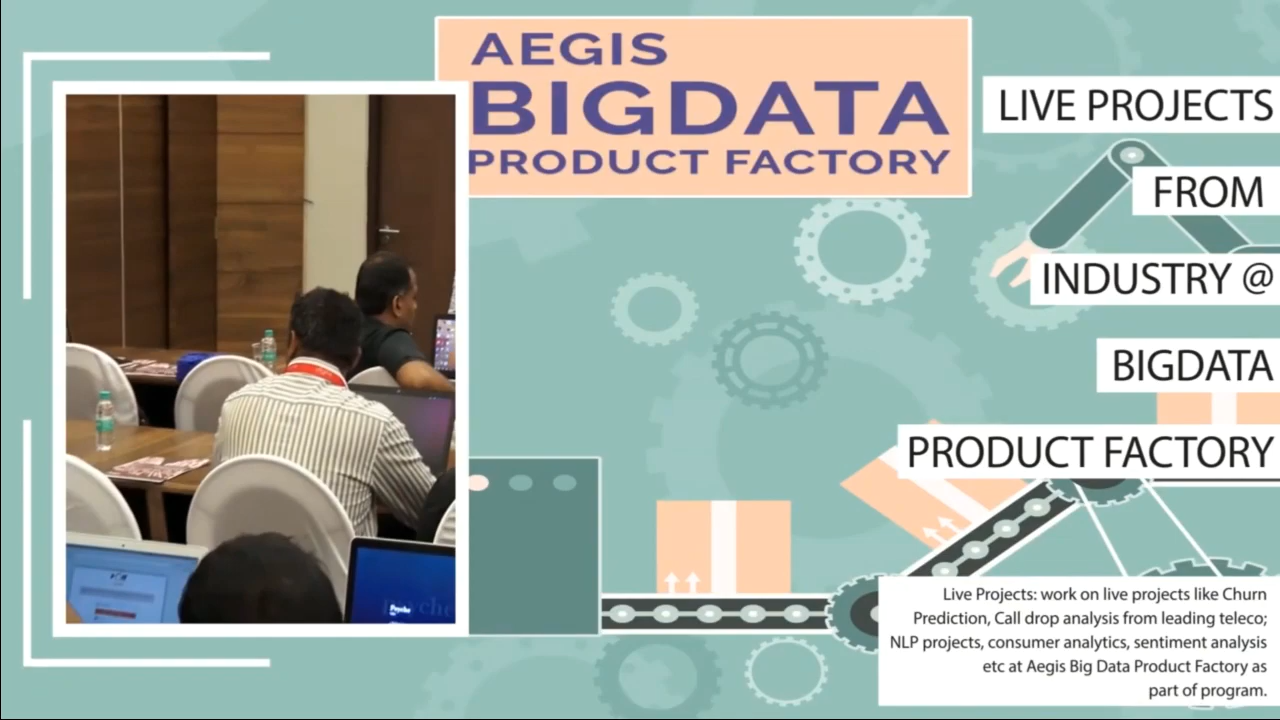 AEGIS
BIGDATA
PRODUCT FACTORY
LIVE PROJECTS
FROM
INDUSTRY @
BIGDATA
PRODUCT FACTORY
Live Projects: work on live projects like Churn
Prediction, Call drop analysis from leading teleco;
NLP projects, consumer analytics, sentiment analysis
etc at Aegis Big Data Product Factory as
part of program.